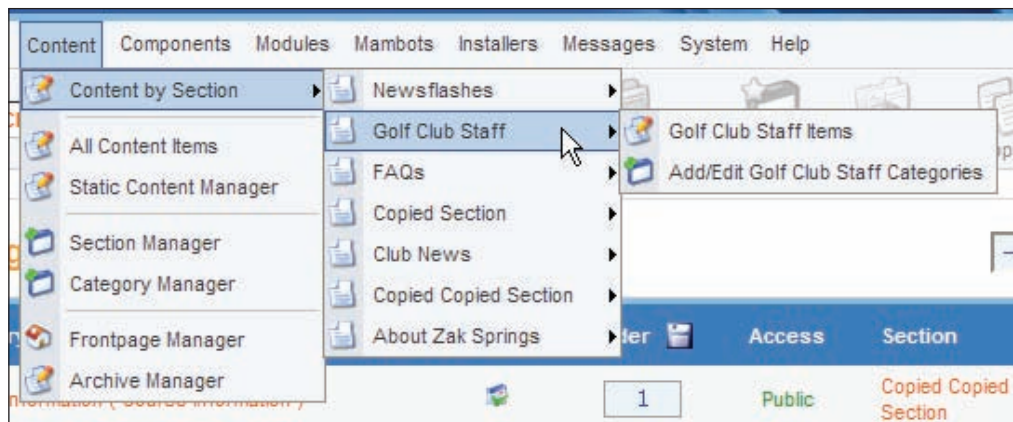 Content Components Modules Mambots Installers Messages System Help
Content by Section
All Content Items
Static Content Manager
Section Manager
Category Manager
Frontpage Manager
Archive Manager
Newsflashes
Golf Club Staff
FAQs
Copied Section
Club News
Copied Copied Section
About Zak Springs
Golf Club Staff Items
Add/Edit Golf Club Staff Categories
Access Section
1 Public Copied Copied
Section